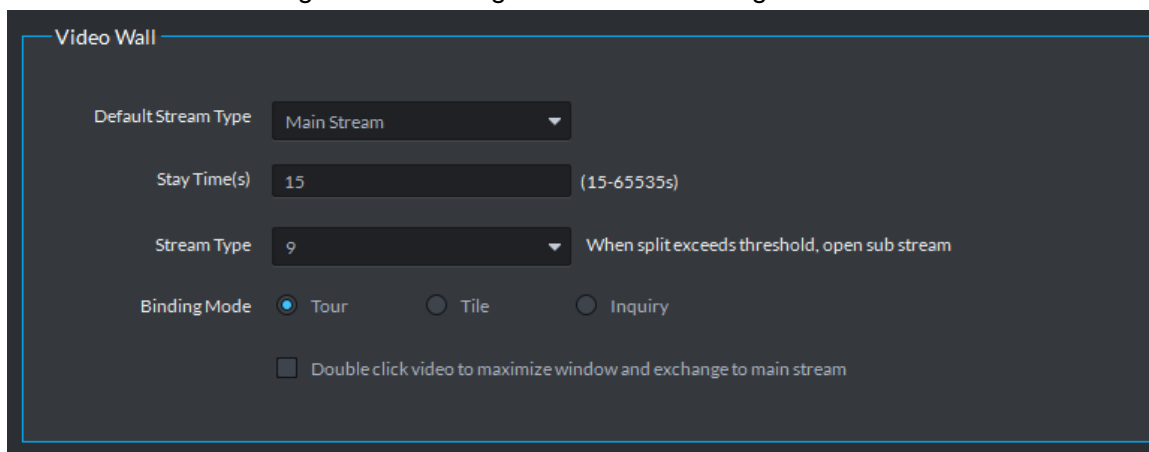 Video Wall
Default Stream Type Main Stream
Stay Time(s) 15 (15-65535s)
Stream Type 9 When split exceeds threshold, open sub stream
Binding Mode Tour Tile Inquiry
Double click video to maximize window and exchange to main stream